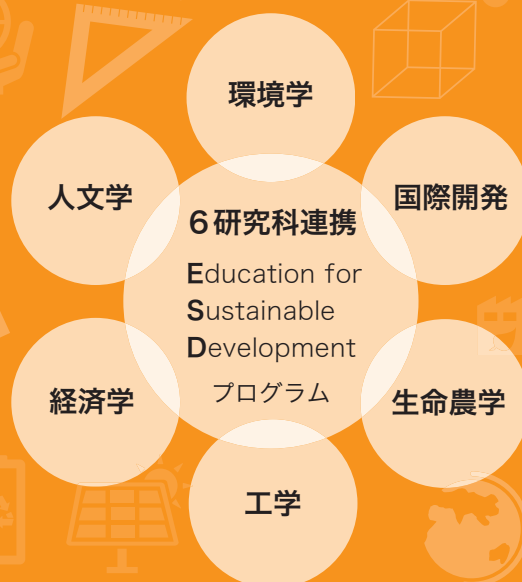 環境学
人文学
国際開発
6研究科連携
Education for
Sustainable
Development
プログラム
経済学
生命農学
工学